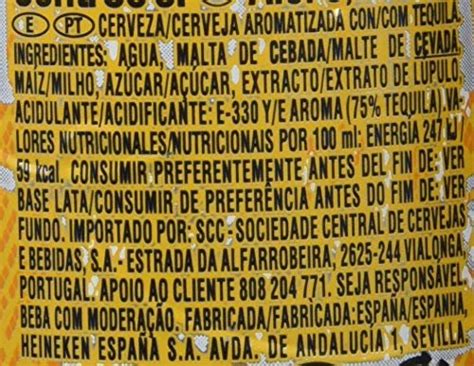 E PT CERVEZA/CERVEJA AROMATIZADA CON/COM TEQUILA.
INGREDIENTES: AGUA, MALTA DE CEBADA/MALTE DE CEVADA,
MAÍZ/MILHO, AZÚCAR/AÇÚCAR, EXTRACTO/EXTRATO DE LÚPULO,
ACIDULANTE/ACIDIFICANTE: E-330 Y/E AROMA (75% TEQUILA). VA-
LORES NUTRICIONALES/NUTRICIONAIS POR 100 ml: ENERGÍA 247 kJ
59 kcal. CONSUMIR PREFERENTEMENTE ANTES DEL FIN DE: VER
BASE LATA/CONSUMIR DE PREFERÊNCIA ANTES DO FIM DE: VER
FUNDO. IMPORTADO POR: SCC - SOCIEDADE CENTRAL DE CERVEJAS
E BEBIDAS, S.A.- ESTRADA DA ALFARROBEIRA; 2625-244 VIALONGA,
PORTUGAL. APOIO AO CLIENTE 808 204 771. SEJA RESPONSÁVEL,
BEBA COM MODERAÇÃO. FABRICADA/FABRICADA: ESPAÑA/ESPANHA,
HEINEKEN ESPAÑA S.A. AVDA. DE ANDALUCÍA 1, SEVILLA.